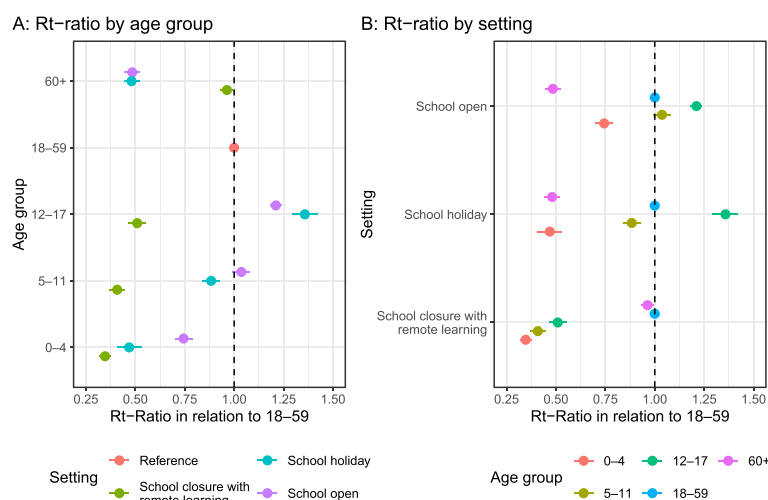 A: Rt−ratio by age group
Age group
60+
18–59
12–17
5–11
0–4
0.25 0.50 0.75 1.00 1.25 1.50
Rt−Ratio in relation to 18–59
Setting
Reference
School closure with
remote learning
School holiday
School open
B: Rt−ratio by setting
Setting
School open
School holiday
School closure with
remote learning
0.25 0.50 0.75 1.00 1.25 1.50
Rt−Ratio in relation to 18–59
Age group
0–4
5–11
12–17
18–59
60+